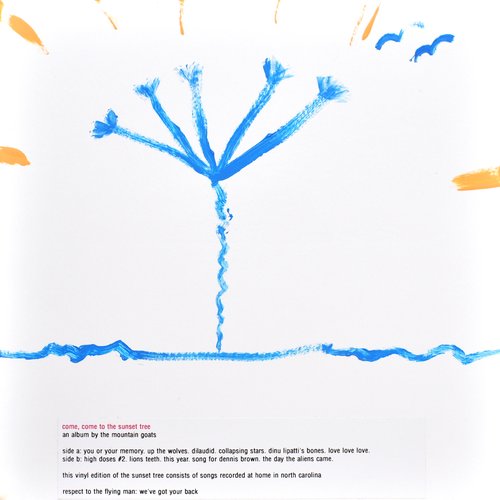 come, come to the sunset tree
an album by the mountain goats
side a: you or your memory. up the wolves. dilaudid. collapsing stars. dinu lipatti's bones. love love love.
side b: high doses #2. lions teeth. this year. song for dennis brown. the day the aliens came.
this vinyl edition of the sunset tree consists of songs recorded at home in north carolina
respect to the flying man: we've got your back